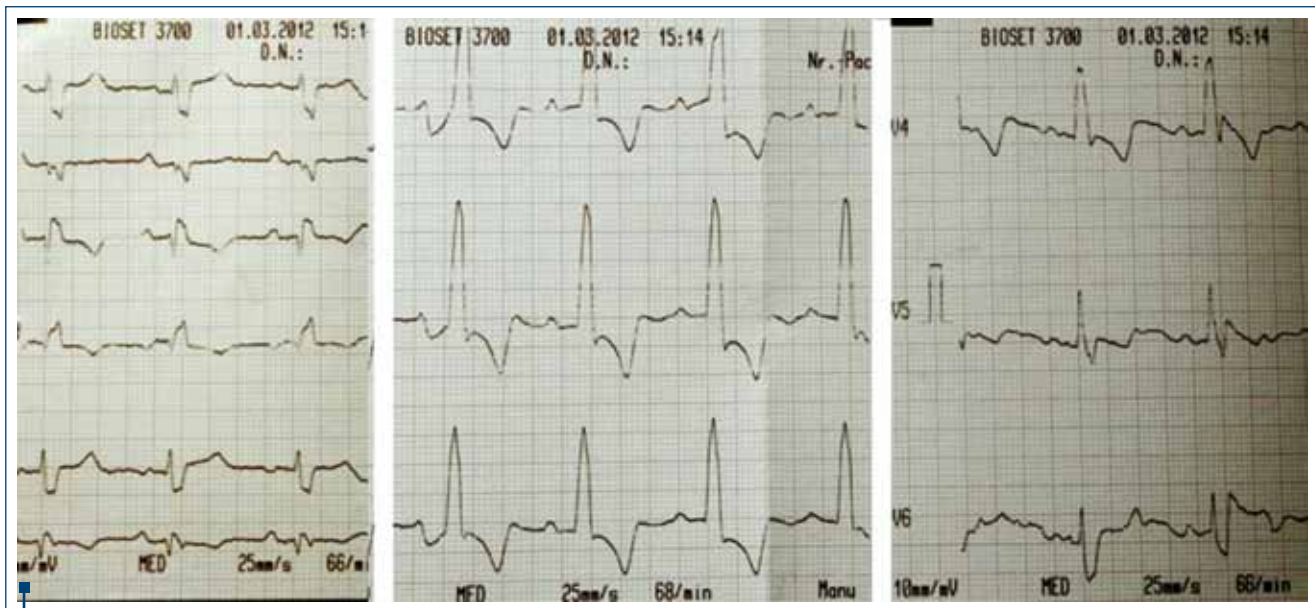 BIOSET 3700 01.03.2012 15:1
D.N.:
mm/mV MED 25mm/s 66/mi
BIOSET 3700 01.03.2012 15:14
D.N.: Nr. Pac
MED 25mm/s 68/min Manu
BIOSET 3700 01.03.2012 15:14
D.N.:
V4
V5
V6
10mm/mV MED 25mm/s 66/min